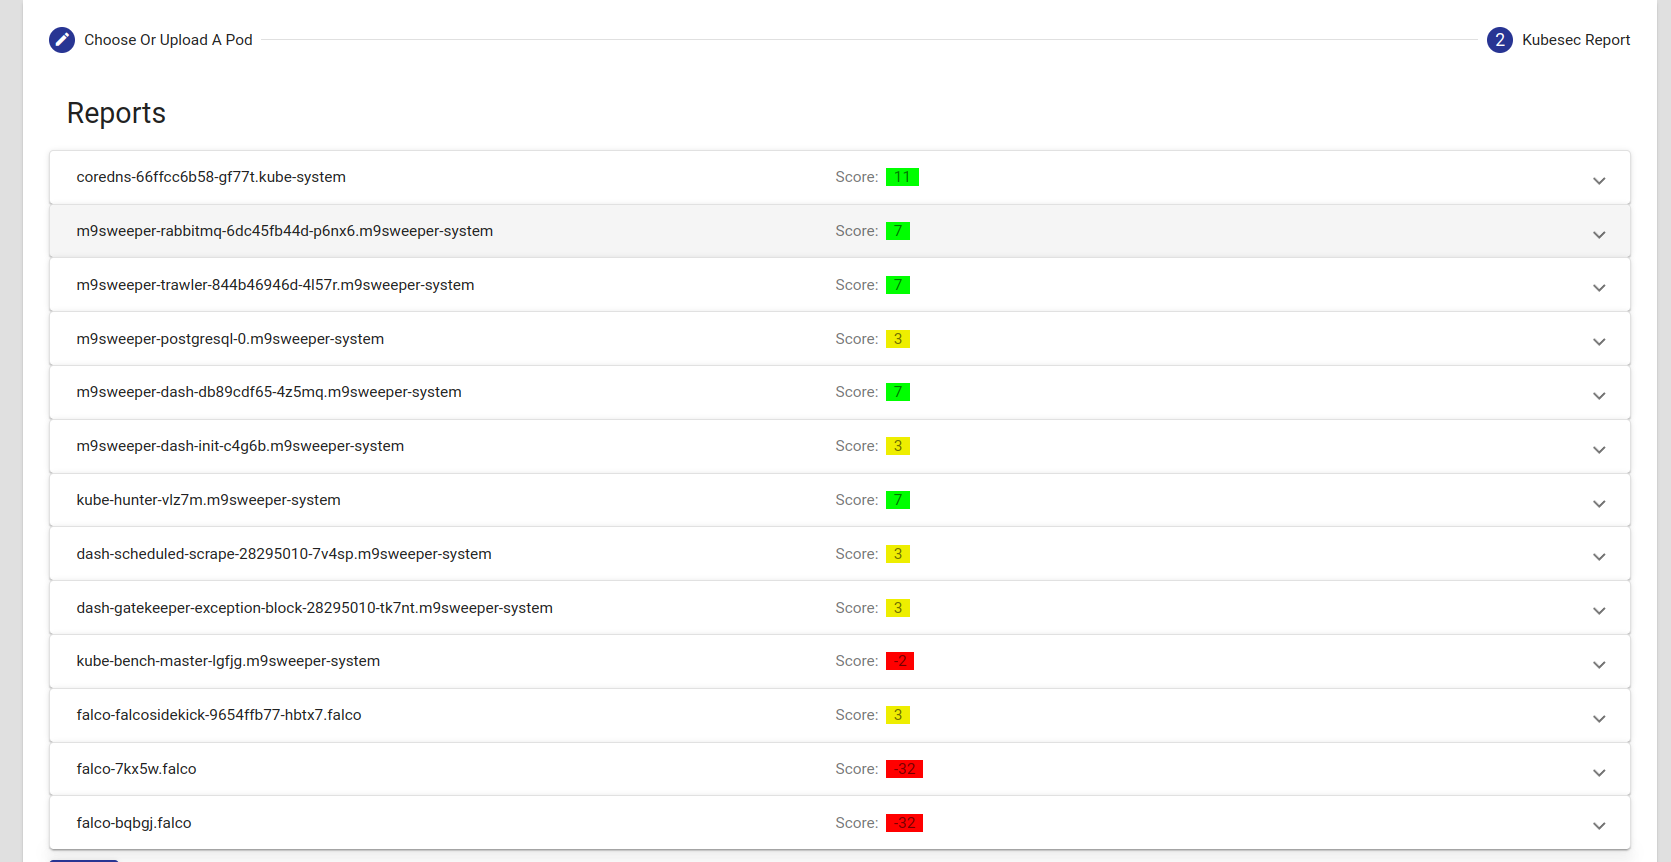 Choose Or Upload A Pod
2 Kubesec Report
Reports
coredns-66ffcc6b58-gf77t.kube-system Score: 11
m9sweeper-rabbitmq-6dc45fb44d-p6nx6.m9sweeper-system Score: 7
m9sweeper-trawler-844b46946d-4l57r.m9sweeper-system Score: 7
m9sweeper-postgresql-0.m9sweeper-system Score: 3
m9sweeper-dash-db89cdf65-4z5mq.m9sweeper-system Score: 7
m9sweeper-dash-init-c4g6b.m9sweeper-system Score: 3
kube-hunter-vlz7m.m9sweeper-system Score: 7
dash-scheduled-scrape-28295010-7v4sp.m9sweeper-system Score: 3
dash-gatekeeper-exception-block-28295010-tk7nt.m9sweeper-system Score: 3
kube-bench-master-lgfjg.m9sweeper-system Score: -2
falco-falcosidekick-9654ffb77-hbtx7.falco Score: 3
falco-7kx5w.falco Score: -32
falco-bqbgj.falco Score: -32